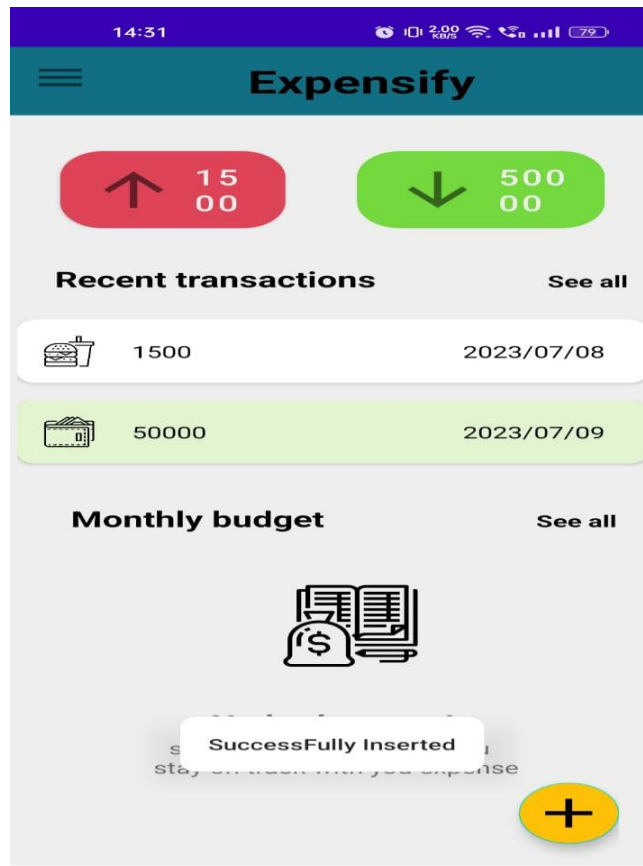 14:31 2.00 KB/S 79
Expensify
15
00
500
00
Recent transactions See all
1500 2023/07/08
50000 2023/07/09
Monthly budget See all
SuccessFully Inserted
stay on track with you expense